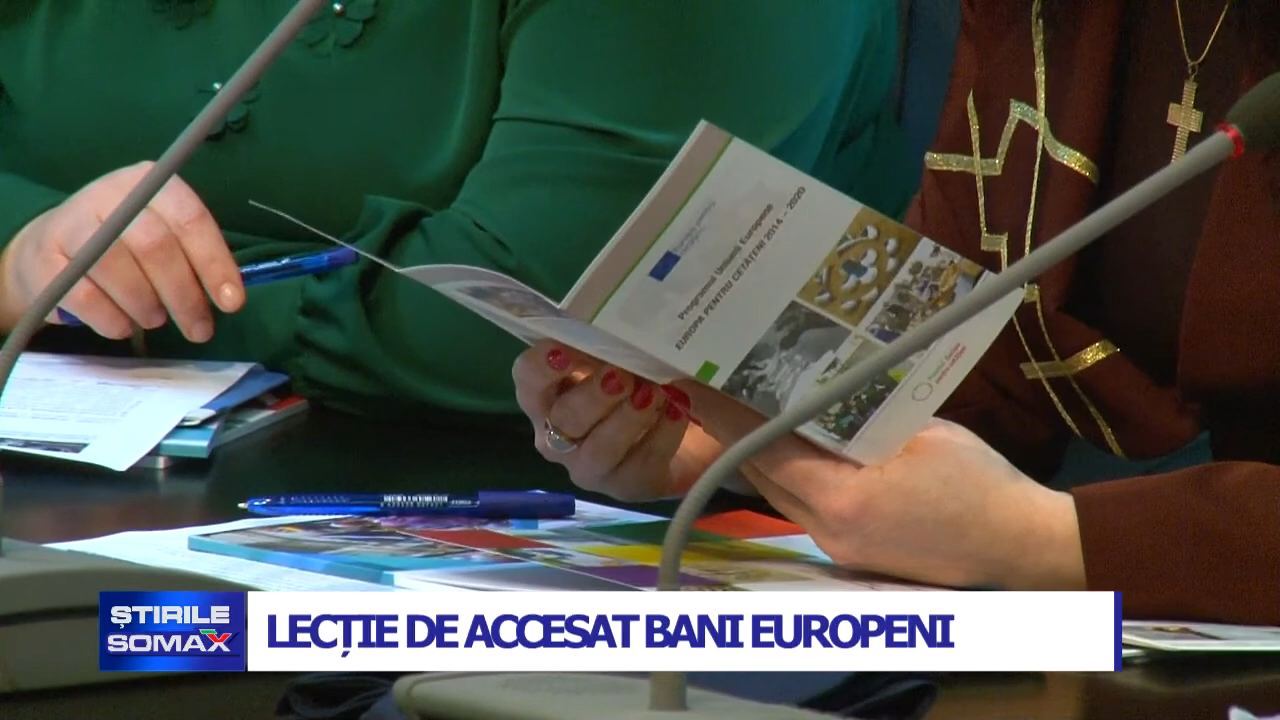 Programul Uniunii Europene
EUROPA PENTRU CETĂȚENI 2014 – 2020
ȘTIRILE
SOMAX
LECȚIE DE ACCESAT BANI EUROPENI